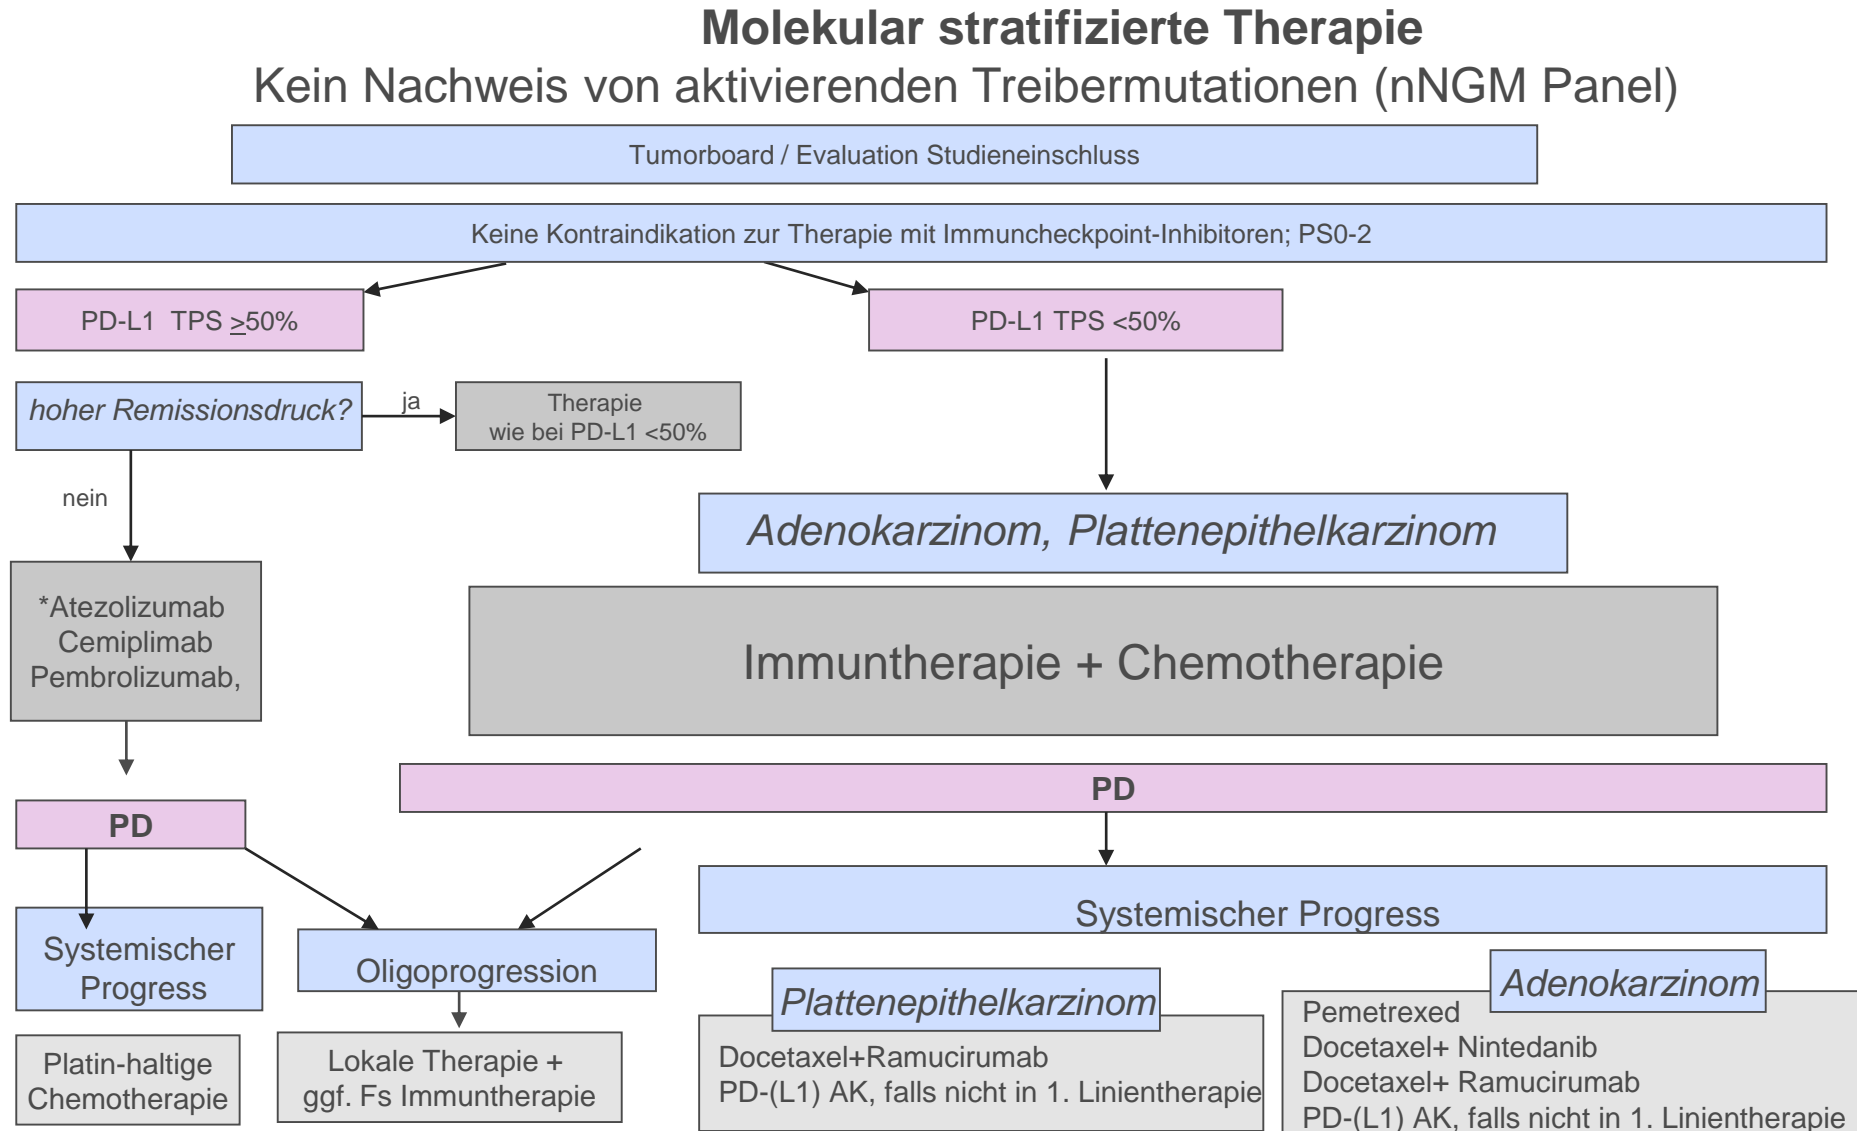 Molekular stratifizierte Therapie
Kein Nachweis von aktivierenden Treibermutationen (nNGM Panel)
Tumorboard / Evaluation Studieneinschluss
Keine Kontraindikation zur Therapie mit Immuncheckpoint-Inhibitoren; PS0-2
PD-L1 TPS ≥50%
PD-L1 TPS <50%
hoher Remissionsdruck?
ja
Therapie
wie bei PD-L1 <50%
nein
Adenokarzinom, Plattenepithelkarzinom
*Atezolizumab
Cemiplimab
Pembrolizumab,
Immuntherapie + Chemotherapie
PD
PD
Systemischer
Progress
Oligoprogression
Systemischer Progress
Platin-haltige
Chemotherapie
Lokale Therapie +
ggf. Fs Immuntherapie
Plattenepithelkarzinom
Docetaxel+Ramucirumab
PD-(L1) AK, falls nicht in 1. Linientherapie
Adenokarzinom
Pemetrexed
Docetaxel+ Nintedanib
Docetaxel+ Ramucirumab
PD-(L1) AK, falls nicht in 1. Linientherapie